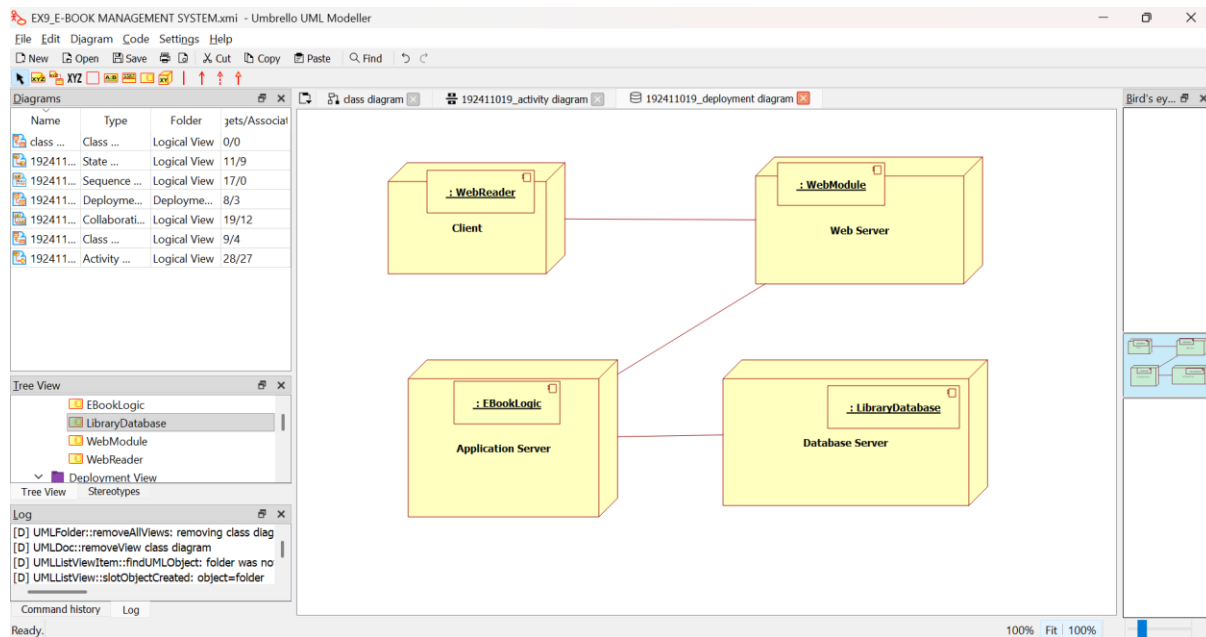 EX9_E-BOOK MANAGEMENT SYSTEM.xmi - Umbrello UML Modeller
File Edit Diagram Code Settings Help
New Open Save Cut Copy Paste Find
XYZ XYZ A:B XY
Diagrams
class diagram 192411019_activity diagram 192411019_deployment diagram
Bird's ey...
Name Type Folder gets/Associat
class ... Class ... Logical View 0/0
192411... State ... Logical View 11/9
192411... Sequence ... Logical View 17/0
192411... Deployme... Deployme... 8/3
192411... Collaborati... Logical View 19/12
192411... Class ... Logical View 9/4
192411... Activity ... Logical View 28/27
: WebReader
Client
: WebModule
Web Server
: EBookLogic
Application Server
: LibraryDatabase
Database Server
Tree View
EBookLogic
LibraryDatabase
WebModule
WebReader
Deployment View
Tree View Stereotypes
Log
[D] UMLFolder::removeAllViews: removing class diag
[D] UMLDoc::removeView class diagram
[D] UMLListViewItem::findUMLObject: folder was no
[D] UMLListView::slotObjectCreated: object=folder
Command history Log
Ready.
100% Fit 100%